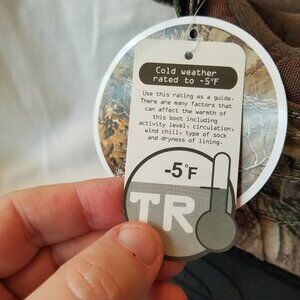 Cold weather
rated to -5°F
Use this rating as a guide.
There are many factors that
can affect the warmth of
this boot including
activity level, circulation,
wind chill, type of sock
and dryness of lining.
-5°F
TR